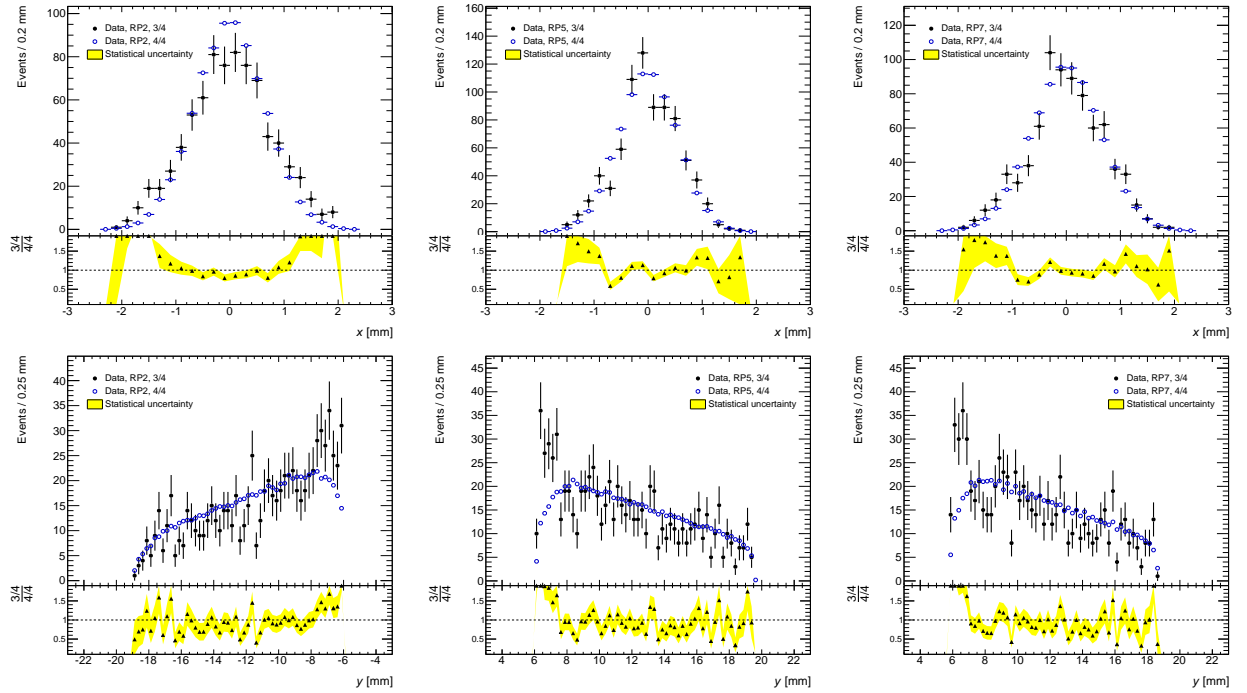 Events / 0.2 mm
100
80
60
40
20
0
Data, RP2, 3/4
Data, RP2, 4/4
Statistical uncertainty
3/4
4/4
1.5
1
0.5
−3 −2 −1 0 1 2 3
x [mm]
Events / 0.2 mm
160
140
120
100
80
60
40
20
0
Data, RP5, 3/4
Data, RP5, 4/4
Statistical uncertainty
3/4
4/4
1.5
1
0.5
−3 −2 −1 0 1 2 3
x [mm]
Events / 0.2 mm
120
100
80
60
40
20
0
Data, RP7, 3/4
Data, RP7, 4/4
Statistical uncertainty
3/4
4/4
1.5
1
0.5
−3 −2 −1 0 1 2 3
x [mm]
Events / 0.25 mm
40
35
30
25
20
15
10
5
0
Data, RP2, 3/4
Data, RP2, 4/4
Statistical uncertainty
3/4
4/4
1.5
1
0.5
−22 −20 −18 −16 −14 −12 −10 −8 −6 −4
y [mm]
Events / 0.25 mm
45
40
35
30
25
20
15
10
5
0
Data, RP5, 3/4
Data, RP5, 4/4
Statistical uncertainty
3/4
4/4
1.5
1
0.5
4 6 8 10 12 14 16 18 20 22
y [mm]
Events / 0.25 mm
45
40
35
30
25
20
15
10
5
0
Data, RP7, 3/4
Data, RP7, 4/4
Statistical uncertainty
3/4
4/4
1.5
1
0.5
4 6 8 10 12 14 16 18 20 22
y [mm]